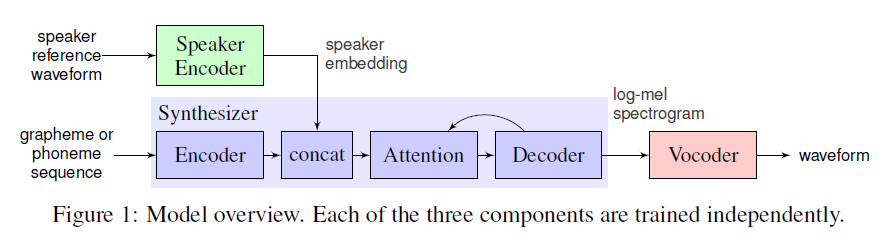 speaker
reference
waveform
Speaker
Encoder
speaker
embedding
log-mel
spectrogram
Synthesizer
grapheme or
phoneme
sequence
Encoder
concat
Attention
Decoder
Vocoder
waveform
Figure 1: Model overview. Each of the three components are trained independently.